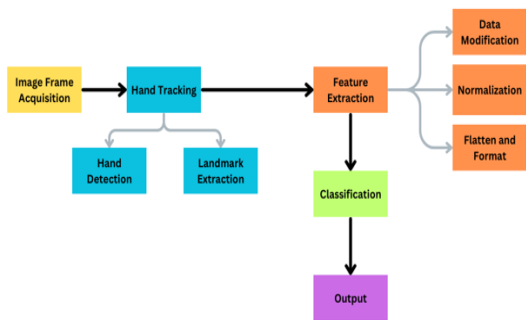 Image Frame
Acquisition
Hand Tracking
Hand
Detection
Landmark
Extraction
Feature
Extraction
Data
Modification
Normalization
Flatten and
Format
Classification
Output